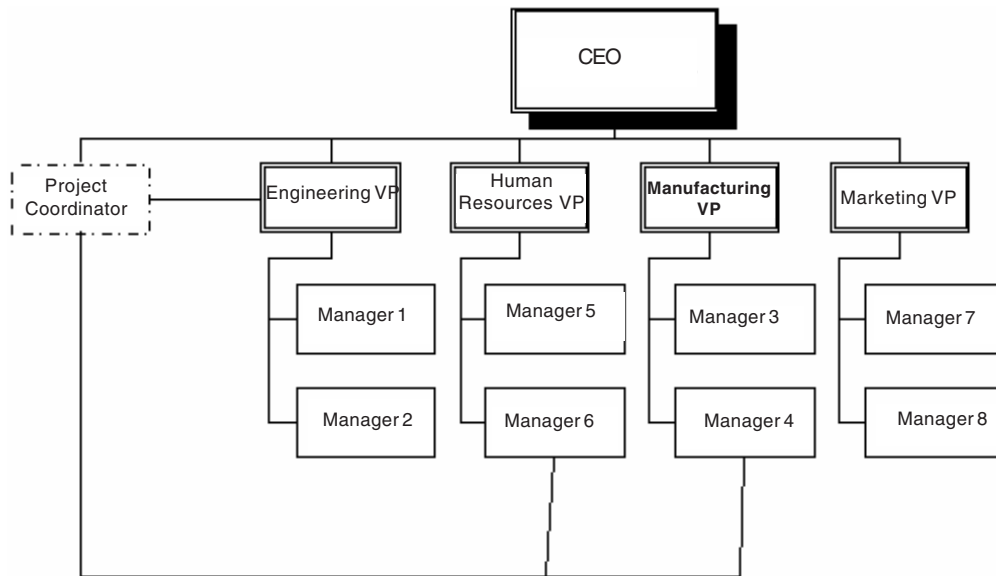 CEO
Project
Coordinator
Engineering VP
Human
Resources VP
Manufacturing
VP
Marketing VP
Manager 1
Manager 5
Manager 3
Manager 7
Manager 2
Manager 6
Manager 4
Manager 8